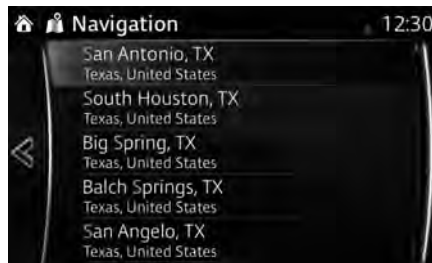 Navigation 12:30
San Antonio, TX
Texas, United States
South Houston, TX
Texas, United States
Big Spring, TX
Texas, United States
Balch Springs, TX
Texas, United States
San Angelo, TX
Texas, United States